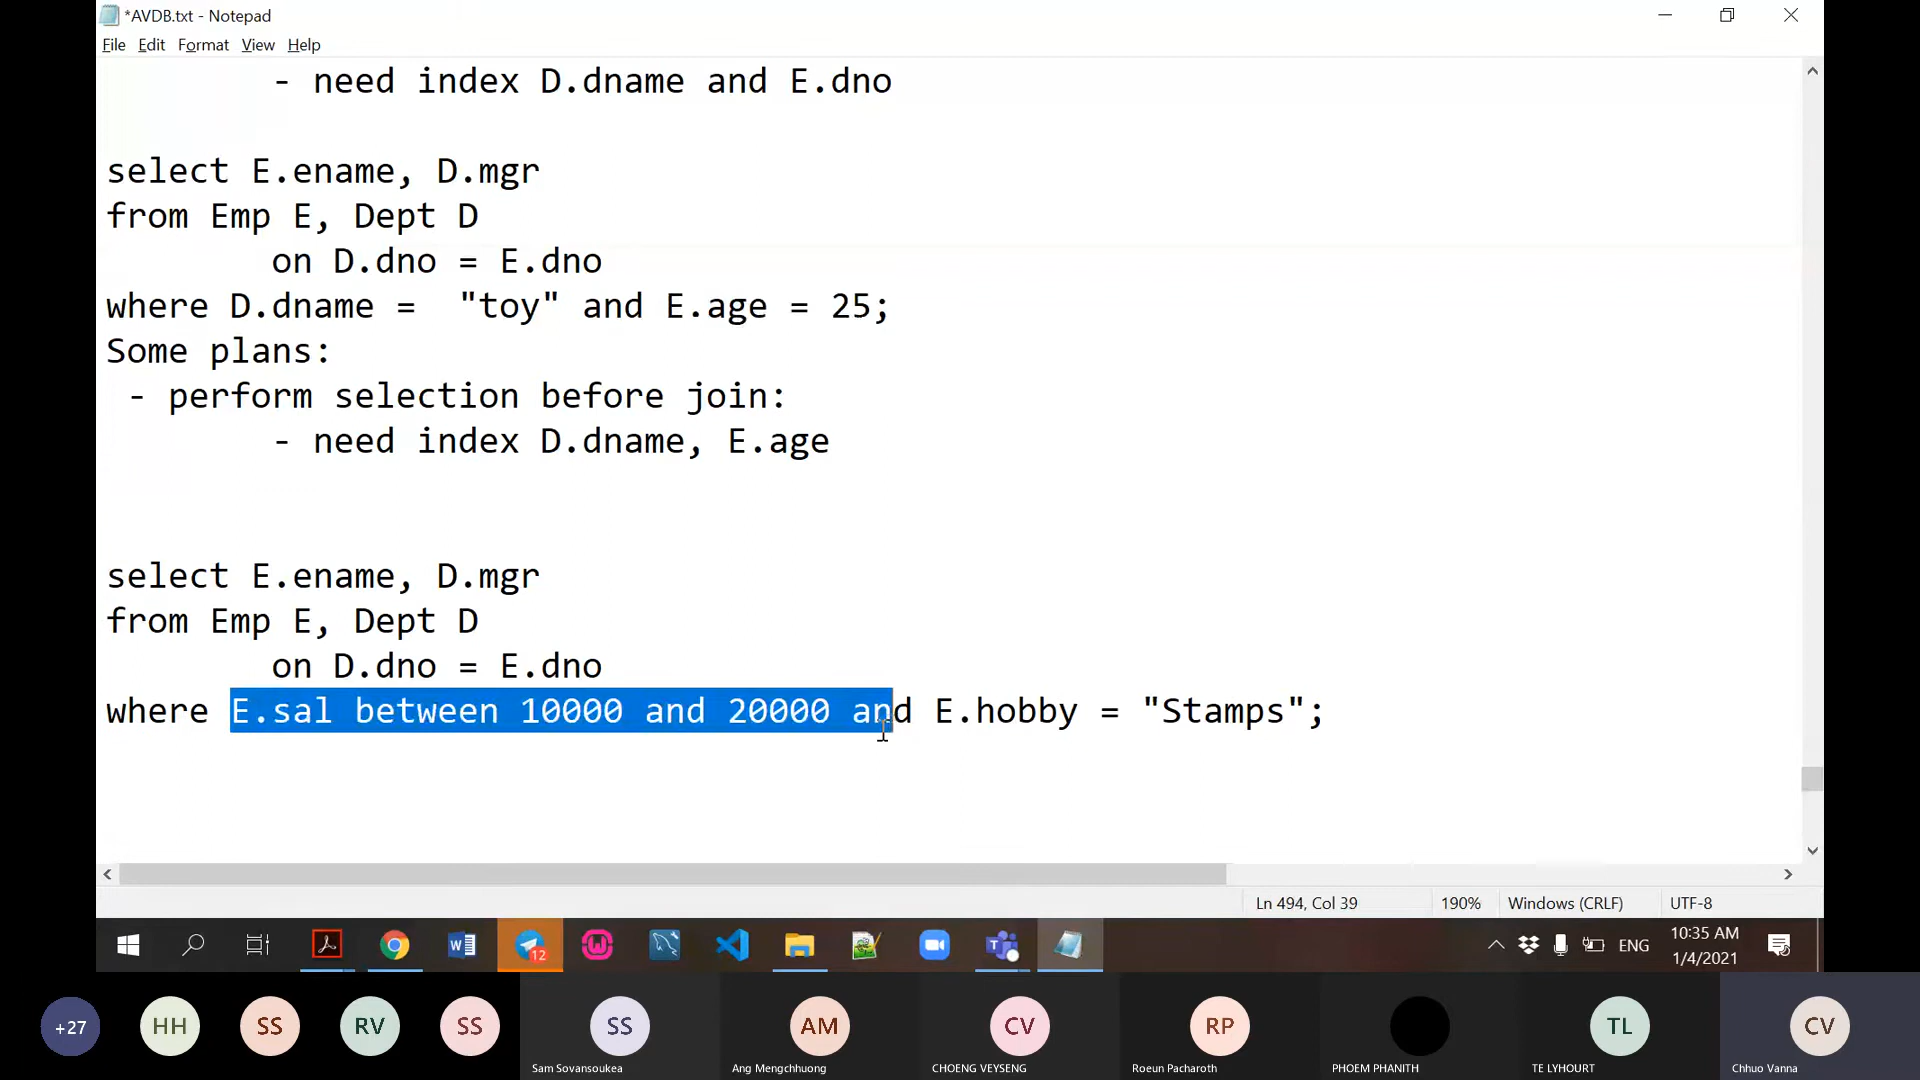 *AVDB.txt - Notepad
File Edit Format View Help
- need index D.dname and E.dno
select E.ename, D.mgr
from Emp E, Dept D
on D.dno = E.dno
where D.dname =  "toy" and E.age = 25;
Some plans:
- perform selection before join:
- need index D.dname, E.age
select E.ename, D.mgr
from Emp E, Dept D
on D.dno = E.dno
where E.sal between 10000 and 20000 and E.hobby = "Stamps";
Ln 494, Col 39 190% Windows (CRLF) UTF-8
12
ENG
10:35 AM
1/4/2021
+27 HH SS RV SS SS AM CV RP TL CV
Sam Sovansoukea Ang Mengchhuong CHOENG VEYSENG Roeun Pacharoth PHOEM PHANITH TE LYHOURT Chhuo Vanna